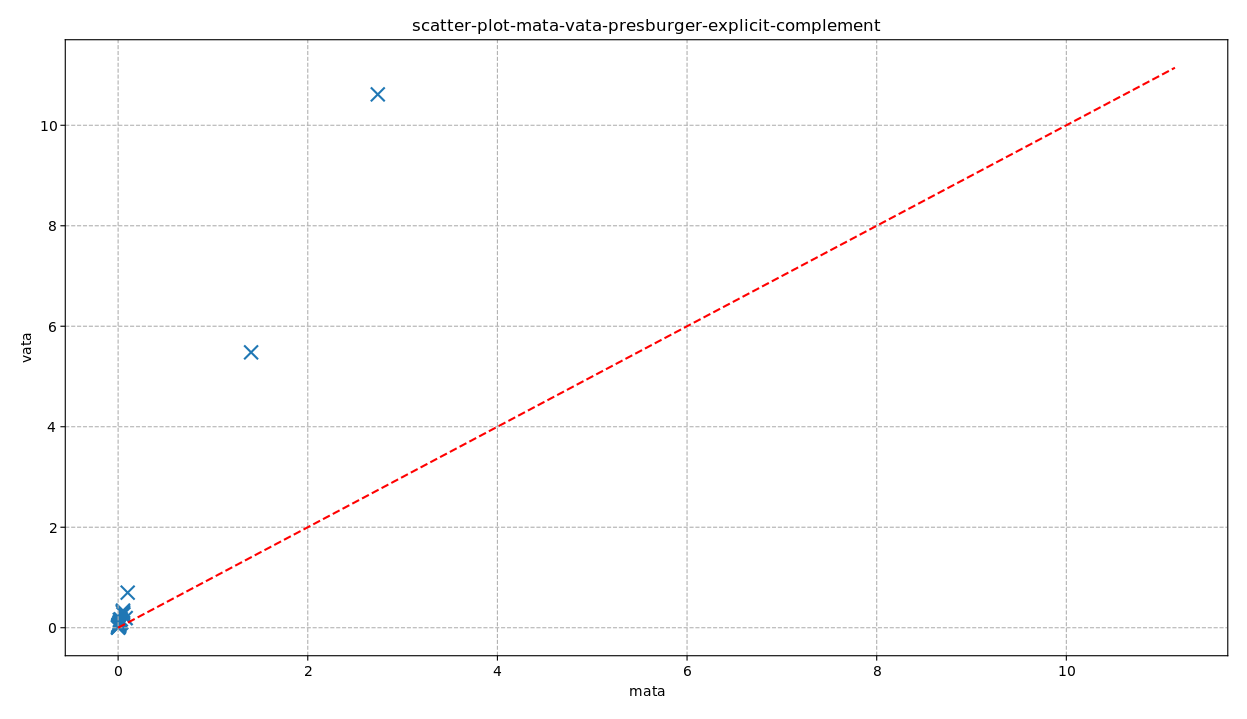 scatter-plot-mata-vata-presburger-explicit-complement
10
8
6
4
2
0
vata
0 2 4 6 8 10
mata